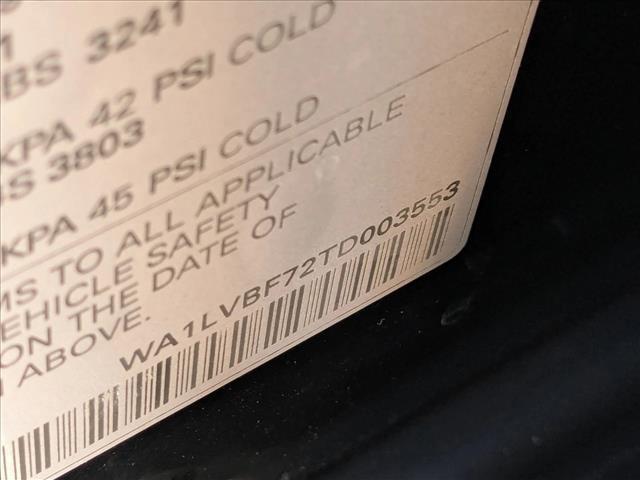 BS 3241
KPA 42 PSI COLD
BS 3803
KPA 45 PSI COLD
MS TO ALL APPLICABLE
EHICLE SAFETY
ON THE DATE OF
ABOVE.
WA1LVBF72TD003553